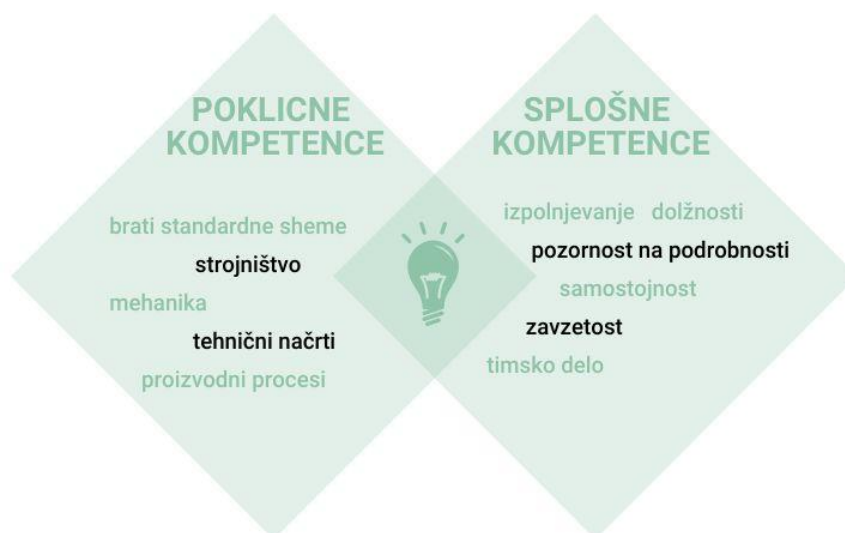 POKLICNE
KOMPETENCE
brati standardne sheme
strojništvo
mehanika
tehnični načrti
proizvodni procesi
SPLOŠNE
KOMPETENCE
izpolnjevanje dolžnosti
pozornost na podrobnosti
samostojnost
zavzetost
timsko delo